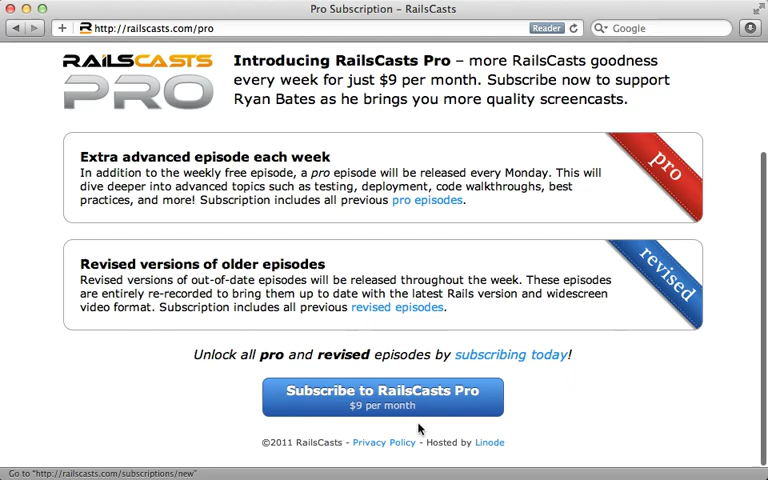 Pro Subscription – RailsCasts
http://railscasts.com/pro
Reader
Google
RAILSCASTS
PRO
Introducing RailsCasts Pro – more RailsCasts goodness
every week for just $9 per month. Subscribe now to support
Ryan Bates as he brings you more quality screencasts.
Extra advanced episode each week
In addition to the weekly free episode, a pro episode will be released every Monday. This will
dive deeper into advanced topics such as testing, deployment, code walkthroughs, best
practices, and more! Subscription includes all previous pro episodes.
pro
Revised versions of older episodes
Revised versions of out-of-date episodes will be released throughout the week. These episodes
are entirely re-recorded to bring them up to date with the latest Rails version and widescreen
video format. Subscription includes all previous revised episodes.
revised
Unlock all pro and revised episodes by subscribing today!
Subscribe to RailsCasts Pro
$9 per month
©2011 RailsCasts - Privacy Policy - Hosted by Linode
Go to "http://railscasts.com/subscriptions/new"